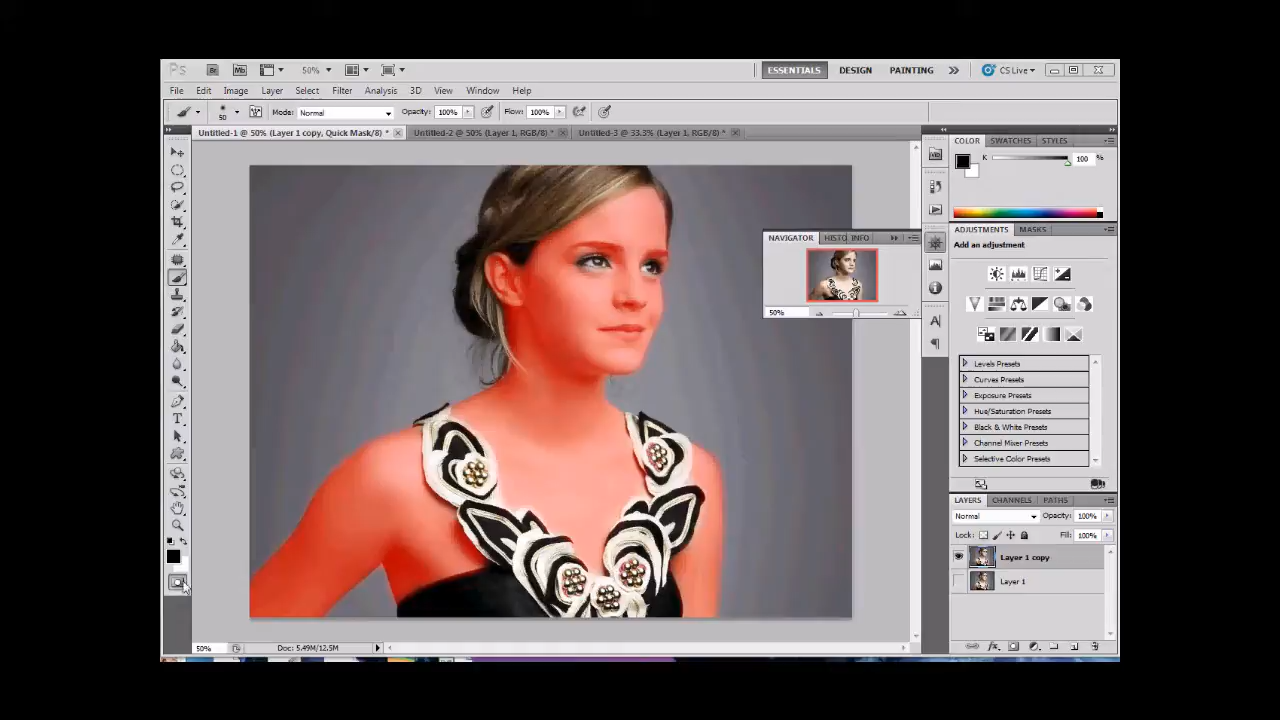 Ps Br Mb 50% ESSENTIALS DESIGN PAINTING CS Live
File Edit Image Layer Select Filter Analysis 3D View Window Help
50 Mode: Normal Opacity: 100% Flow: 100%
Untitled-1 @ 50% (Layer 1 copy, Quick Mask/8) * Untitled-2 @ 50% (Layer 1, RGB/8) * Untitled-3 @ 33.3% (Layer 1, RGB/8) *
COLOR SWATCHES STYLES
K 100 %
ADJUSTMENTS MASKS
Add an adjustment
NAVIGATOR HISTO INFO
50%
Levels Presets
Curves Presets
Exposure Presets
Hue/Saturation Presets
Black & White Presets
Channel Mixer Presets
Selective Color Presets
LAYERS CHANNELS PATHS
Normal Opacity: 100%
Lock: Fill: 100%
Layer 1 copy
Layer 1
50% Doc: 5.49M/12.5M